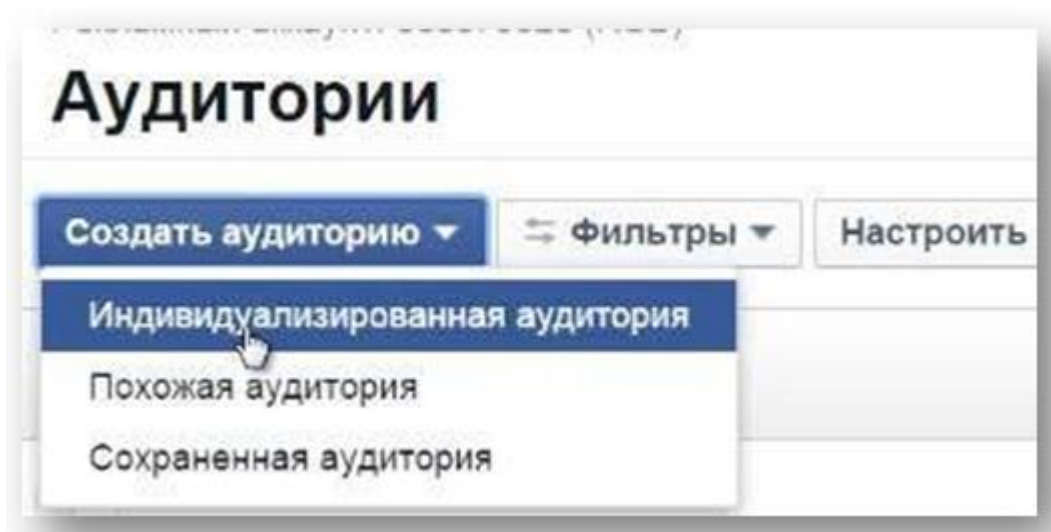 Аудитории
Создать аудиторию Фильтры Настроить
Индивидуализированная аудитория
Похожая аудитория
Сохраненная аудитория